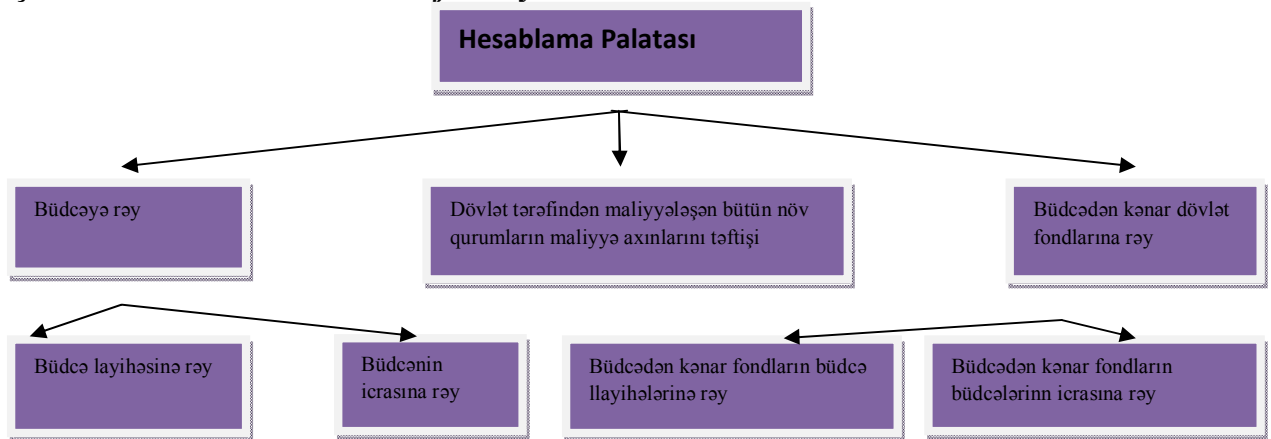 Hesablama Palatası
Büdcəyə rəy
Dövlət tərəfindən maliyyələşən bütün növ
qurumların maliyyə axınlarını təftişi
Büdcədən kənar dövlət
fondlarına rəy
Büdcə layihəsinə rəy
Büdcənin
icrasına rəy
Büdcədən kənar fondların büdcə
llayihələrinə rəy
Büdcədən kənar fondların
büdcələrinn icrasına rəy